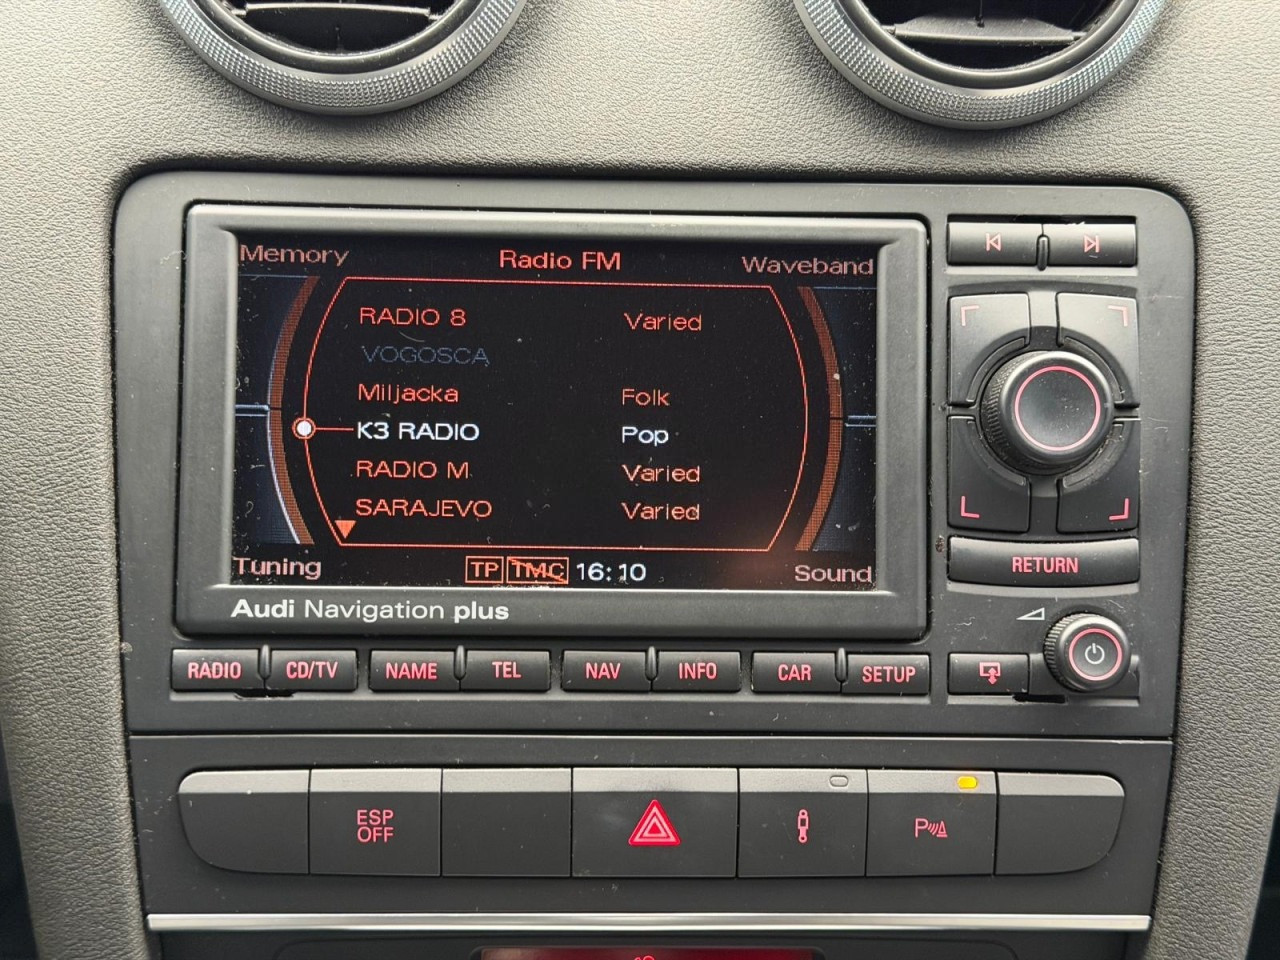 Memory Radio FM Waveband
RADIO 8 Varied
VOGOSCA
Miljacka Folk
K3 RADIO Pop
RADIO M Varied
SARAJEVO Varied
Tuning TP TMC 16:10 Sound
Audi Navigation plus
RETURN
RADIO CD/TV NAME TEL NAV INFO CAR SETUP
ESP
OFF
P